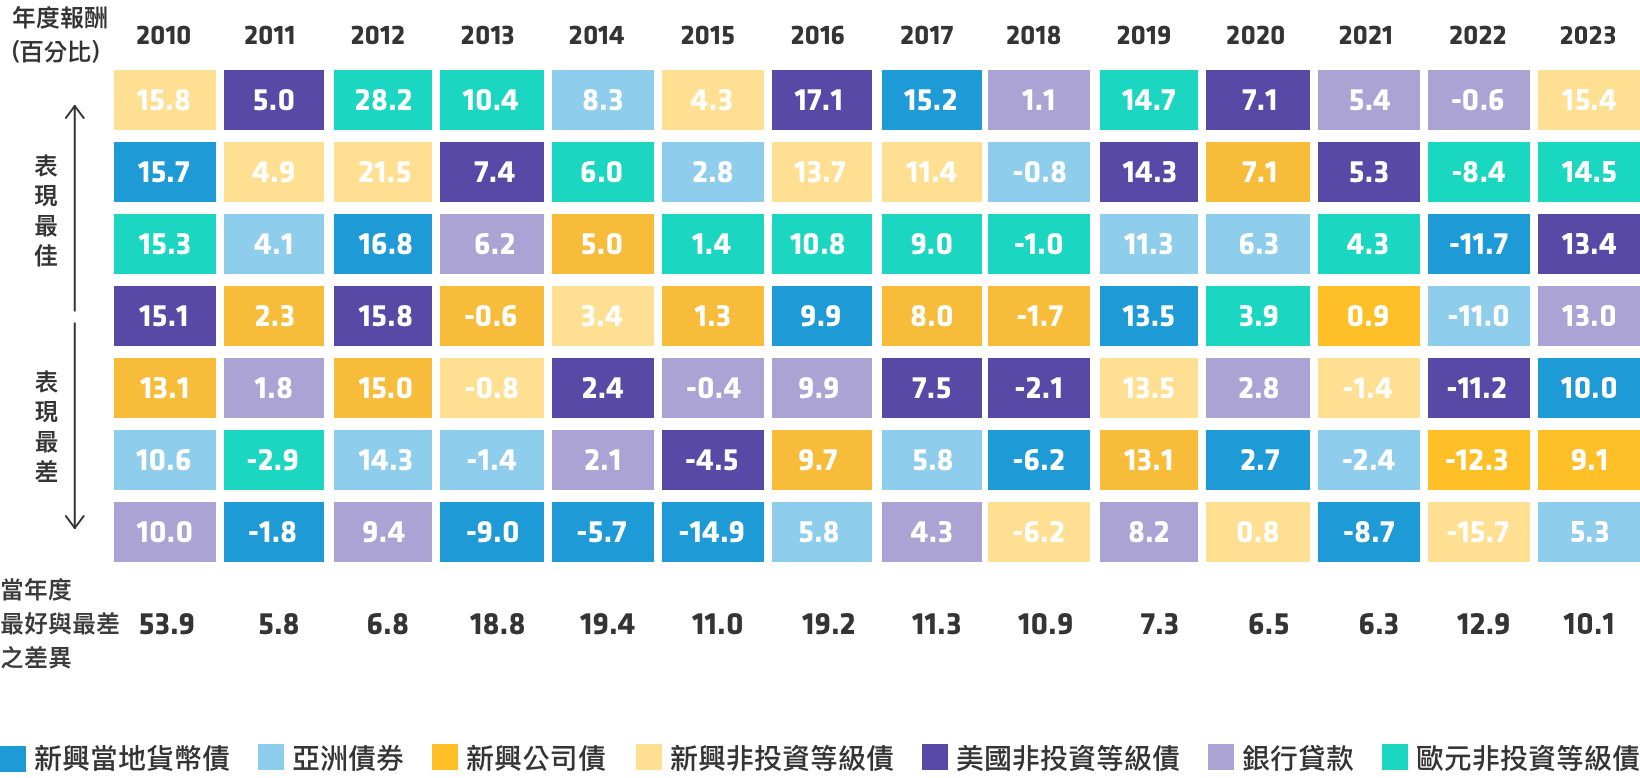 年度報酬
(百分比)
2010 2011 2012 2013 2014 2015 2016 2017 2018 2019 2020 2021 2022 2023
15.8 5.0 28.2 10.4 8.3 4.3 17.1 15.2 1.1 14.7 7.1 5.4 -0.6 15.4
表現最佳
15.7 4.9 21.5 7.4 6.0 2.8 13.7 11.4 -0.8 14.3 7.1 5.3 -8.4 14.5
15.3 4.1 16.8 6.2 5.0 1.4 10.8 9.0 -1.0 11.3 6.3 4.3 -11.7 13.4
15.1 2.3 15.8 -0.6 3.4 1.3 9.9 8.0 -1.7 13.5 3.9 0.9 -11.0 13.0
表現最差
13.1 1.8 15.0 -0.8 2.4 -0.4 9.9 7.5 -2.1 13.5 2.8 -1.4 -11.2 10.0
10.6 -2.9 14.3 -1.4 2.1 -4.5 9.7 5.8 -6.2 13.1 2.7 -2.4 -12.3 9.1
10.0 -1.8 9.4 -9.0 -5.7 -14.9 5.8 4.3 -6.2 8.2 0.8 -8.7 -15.7 5.3
當年度
最好與最差
之差異
53.9 5.8 6.8 18.8 19.4 11.0 19.2 11.3 10.9 7.3 6.5 6.3 12.9 10.1
新興當地貨幣債 亞洲債券 新興公司債 新興非投資等級債 美國非投資等級債 銀行貸款 歐元非投資等級債